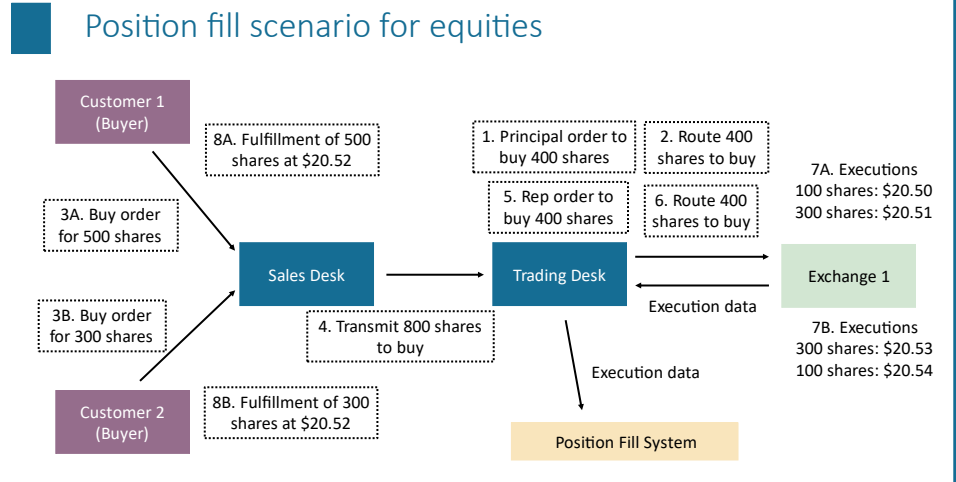 Position fill scenario for equities
Customer 1
(Buyer)
8A. Fulfillment of 500
shares at $20.52
1. Principal order to
buy 400 shares
2. Route 400
shares to buy
7A. Executions
100 shares: $20.50
300 shares: $20.51
3A. Buy order
for 500 shares
5. Rep order to
buy 400 shares
6. Route 400
shares to buy
Sales Desk
Trading Desk
Exchange 1
Execution data
3B. Buy order
for 300 shares
4. Transmit 800 shares
to buy
7B. Executions
300 shares: $20.53
100 shares: $20.54
Execution data
Customer 2
(Buyer)
8B. Fulfillment of 300
shares at $20.52
Position Fill System